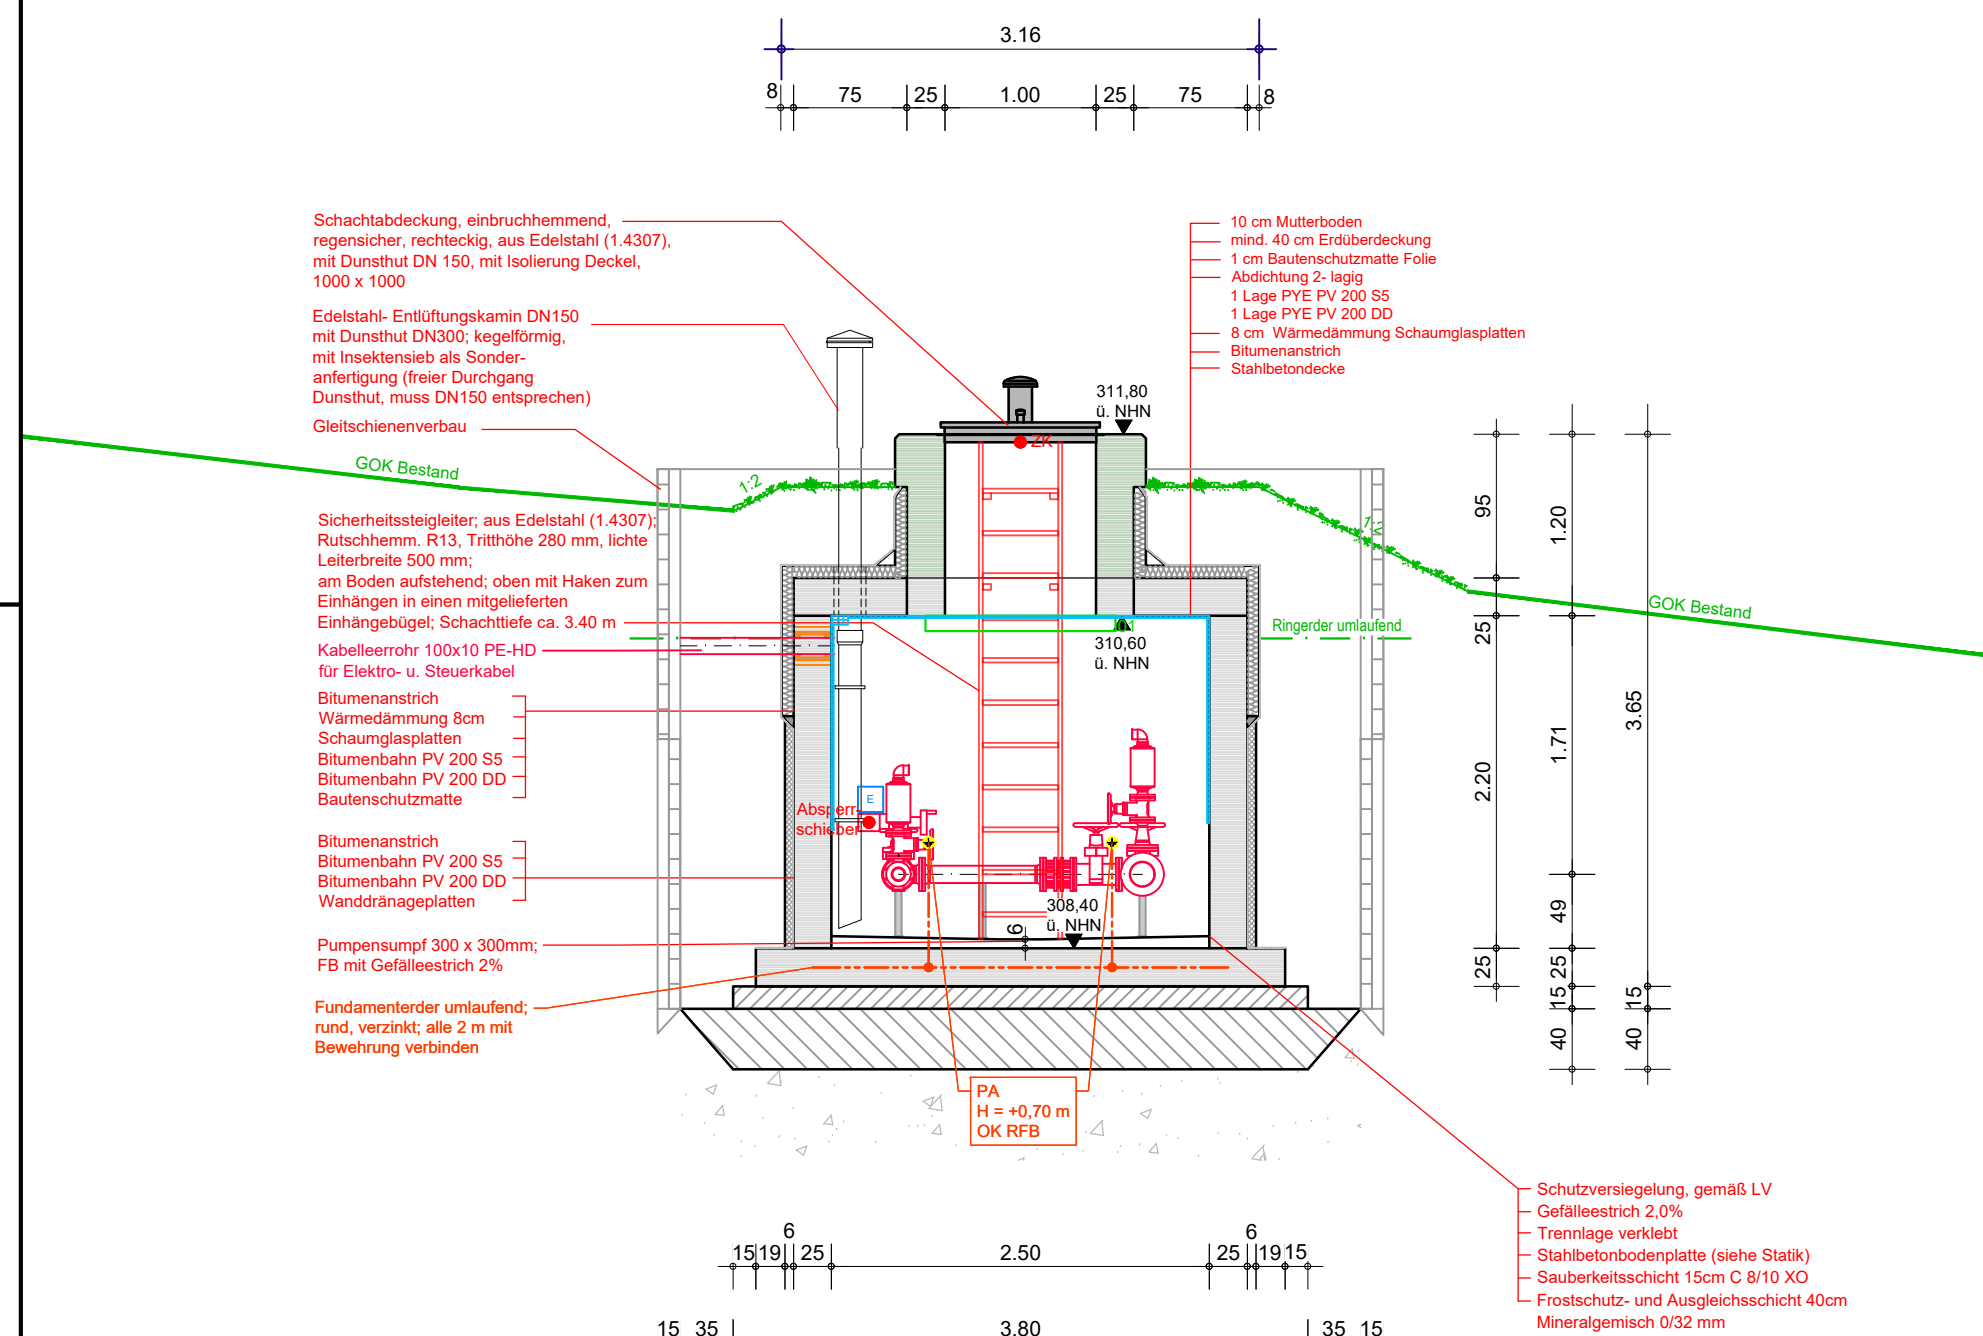 3.16
8 75 25 1.00 25 75 8
Schachtabdeckung, einbruchhemmend,
regensicher, rechteckig, aus Edelstahl (1.4307),
mit Dunsthut DN 150, mit Isolierung Deckel,
1000 x 1000
Edelstahl- Entlüftungskamin DN150
mit Dunsthut DN300; kegelförmig,
mit Insektensieb als Sonder-
anfertigung (freier Durchgang
Dunsthut, muss DN150 entsprechen)
Gleitschienenverbau
GOK Bestand
1:2
Sicherheitssteigleiter; aus Edelstahl (1.4307);
Rutschhemm. R13, Tritthöhe 280 mm, lichte
Leiterbreite 500 mm;
am Boden aufstehend; oben mit Haken zum
Einhängen in einen mitgelieferten
Einhängebügel; Schachttiefe ca. 3.40 m
Kabelleerrohr 100x10 PE-HD
für Elektro- u. Steuerkabel
Bitumenanstrich
Wärmedämmung 8cm
Schaumglasplatten
Bitumenbahn PV 200 S5
Bitumenbahn PV 200 DD
Bautenschutzmatte
Bitumenanstrich
Bitumenbahn PV 200 S5
Bitumenbahn PV 200 DD
Wanddränageplatten
Pumpensumpf 300 x 300mm;
FB mit Gefälleestrich 2%
Fundamenterder umlaufend;
rund, verzinkt; alle 2 m mit
Bewehrung verbinden
10 cm Mutterboden
mind. 40 cm Erdüberdeckung
1 cm Bautenschutzmatte Folie
Abdichtung 2- lagig
1 Lage PYE PV 200 S5
1 Lage PYE PV 200 DD
8 cm Wärmedämmung Schaumglasplatten
Bitumenanstrich
Stahlbetondecke
311,80
ü. NHN
ZK
1:2
GOK Bestand
Ringerder umlaufend
310,60
ü. NHN
E
Absperr-
schieber
308,40
ü. NHN
6
PA
H = +0,70 m
OK RFB
95
25
2.20
25
1.20
1.71
49
25
15
40
3.65
15
40
Schutzversiegelung, gemäß LV
Gefälleestrich 2,0%
Trennlage verklebt
Stahlbetonbodenplatte (siehe Statik)
Sauberkeitsschicht 15cm C 8/10 XO
Frostschutz- und Ausgleichsschicht 40cm
Mineralgemisch 0/32 mm
15 19 6 25 2.50 25 6 19 15
15 35 3.80 35 15